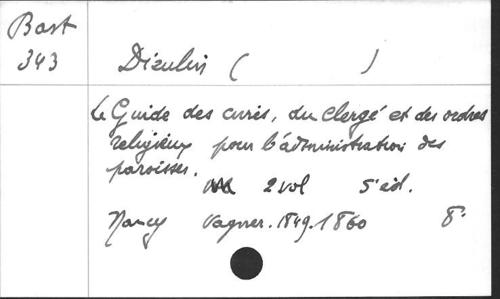 Bast
343
Dieulin ( )
Le Guide des curés, du Clergé et des ordres
religieux pour l'administration des
paroisses.
2 vol 5e éd.
Nancy Vagner. 1849-1860 8°